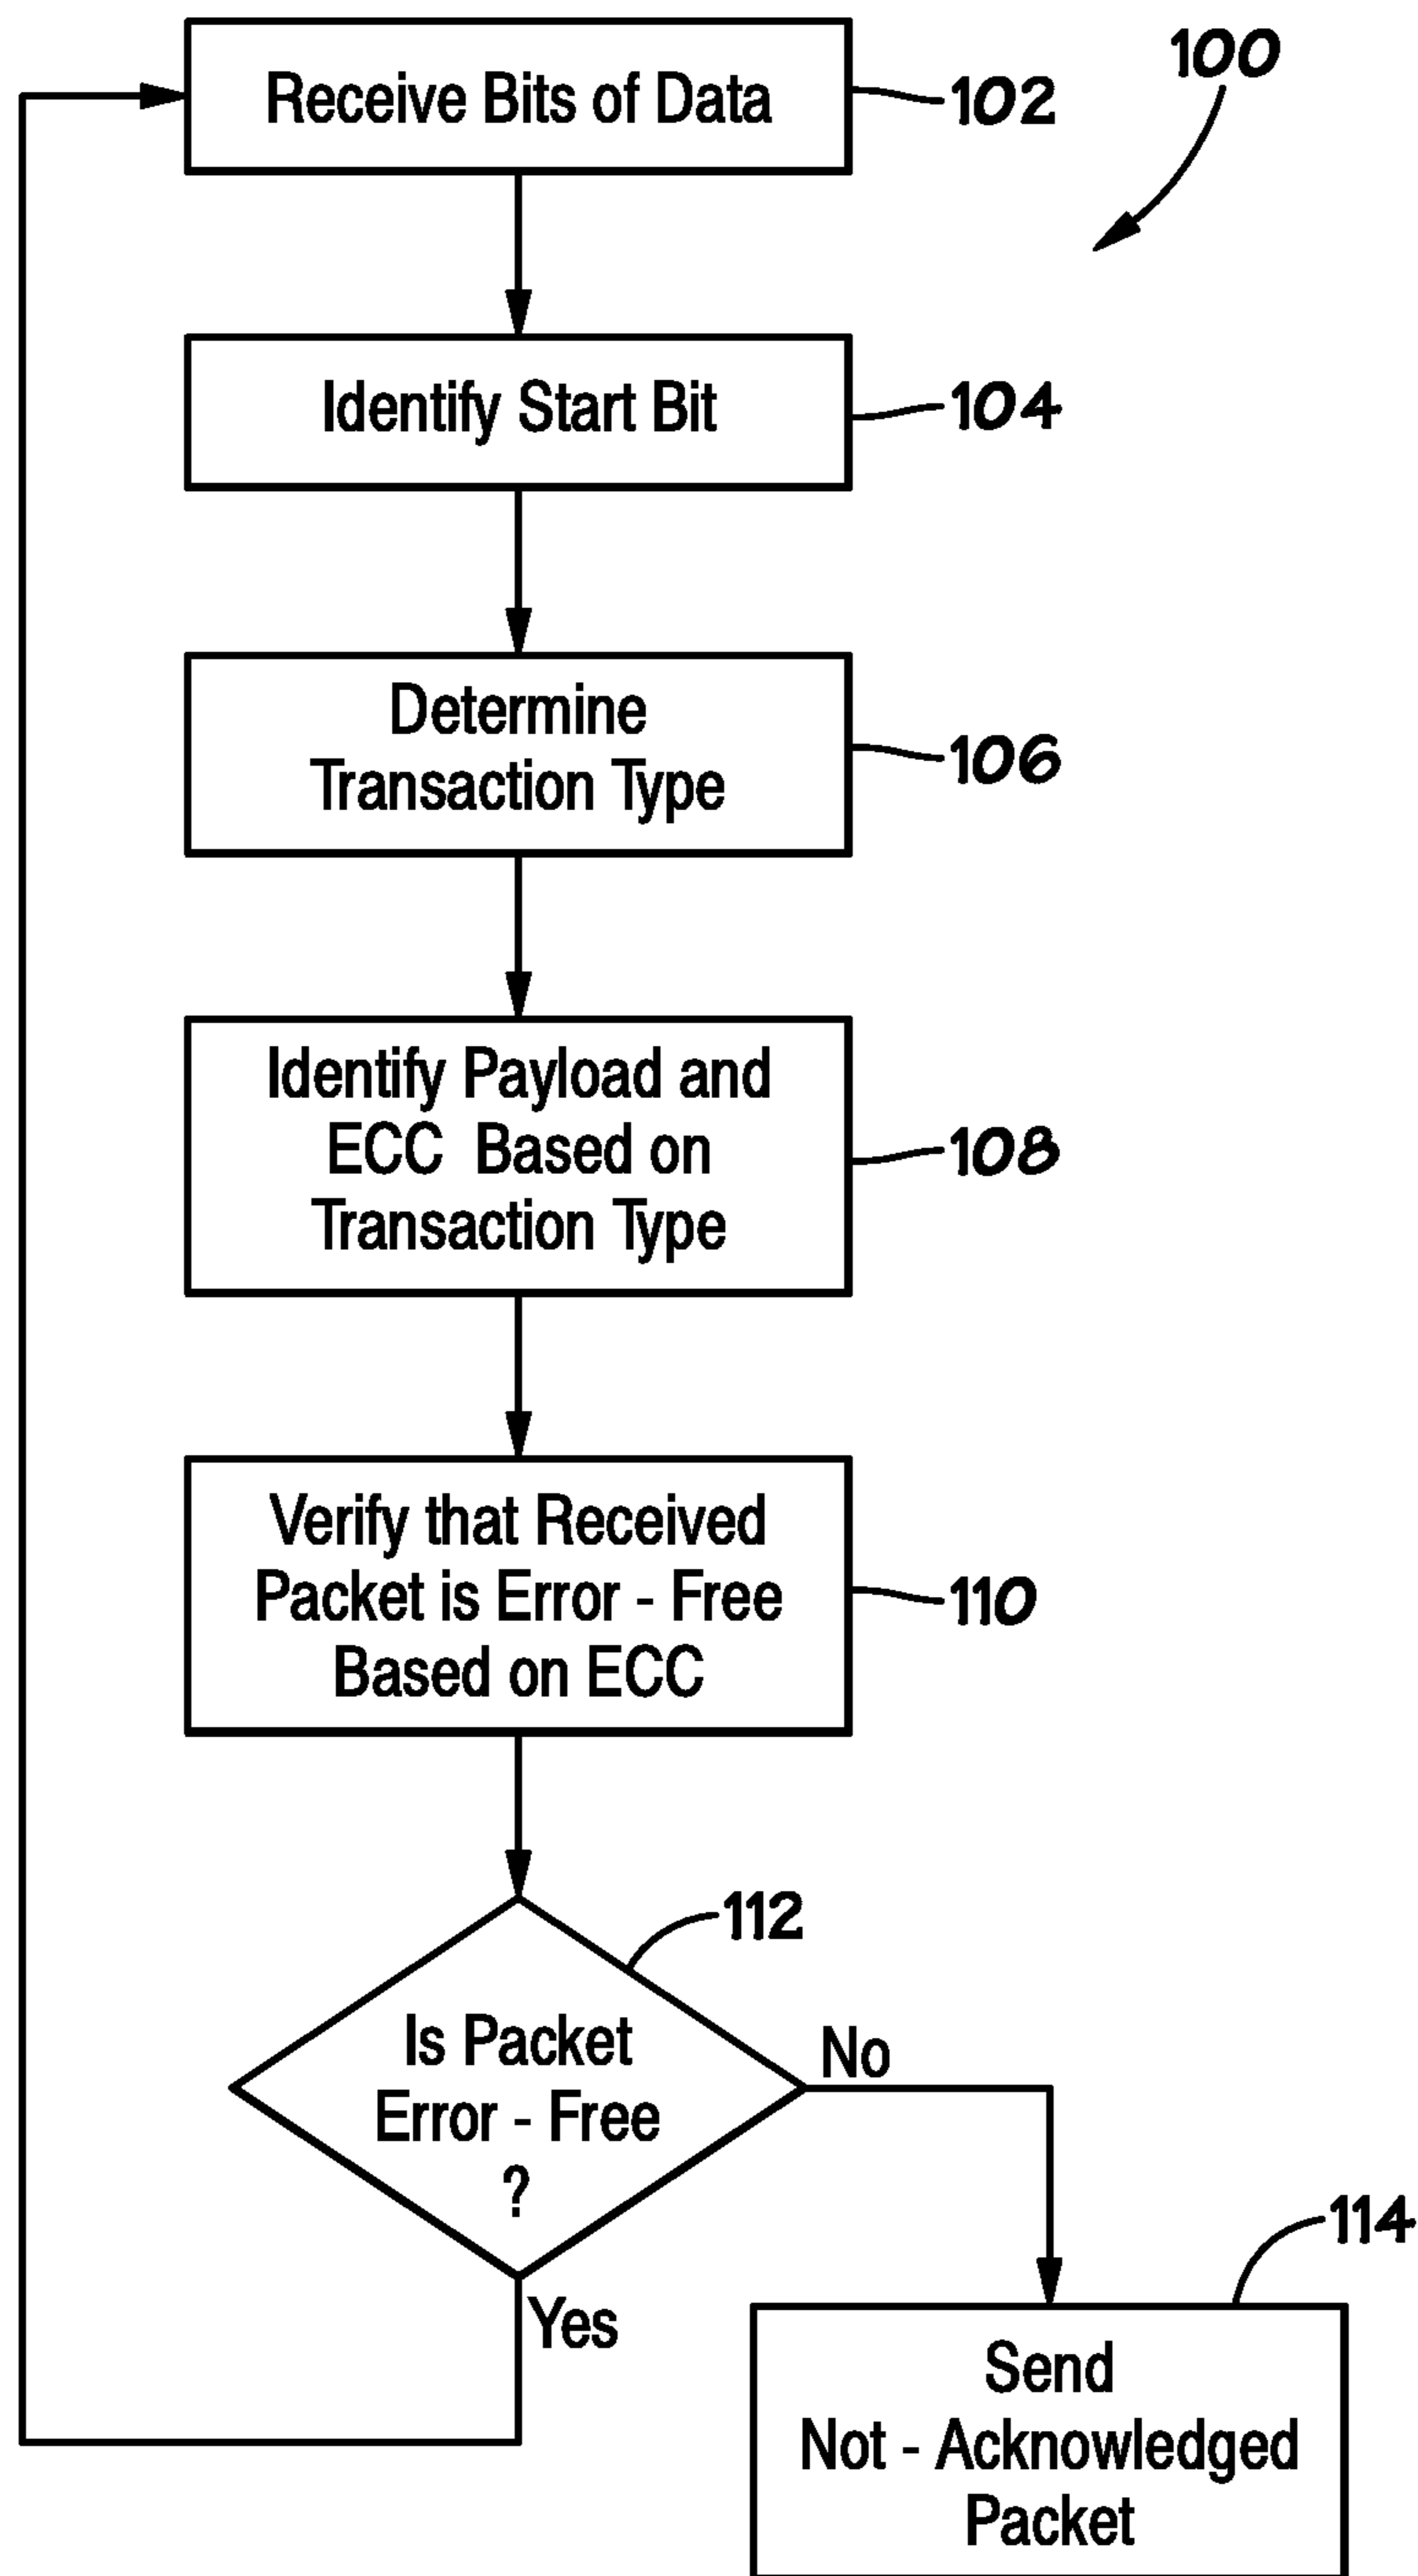 100
Receive Bits of Data
102
Identify Start Bit
104
Determine
Transaction Type
106
Identify Payload and
ECC Based on
Transaction Type
108
Verify that Received
Packet is Error - Free
Based on ECC
110
112
Is Packet
Error - Free
?
No
Yes
114
Send
Not - Acknowledged
Packet